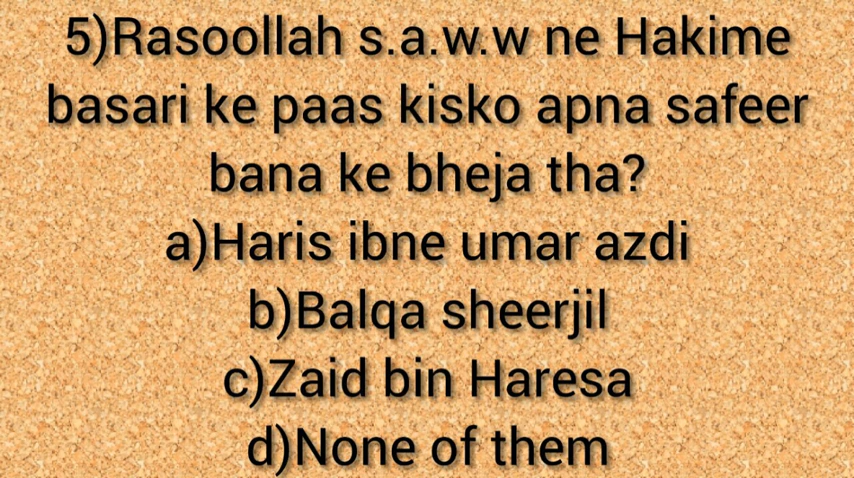 5)Rasoollah s.a.w.w ne Hakime
basari ke paas kisko apna safeer
bana ke bheja tha?
a)Haris ibne umar azdi
b)Balqa sheerjil
c)Zaid bin Haresa
d)None of them